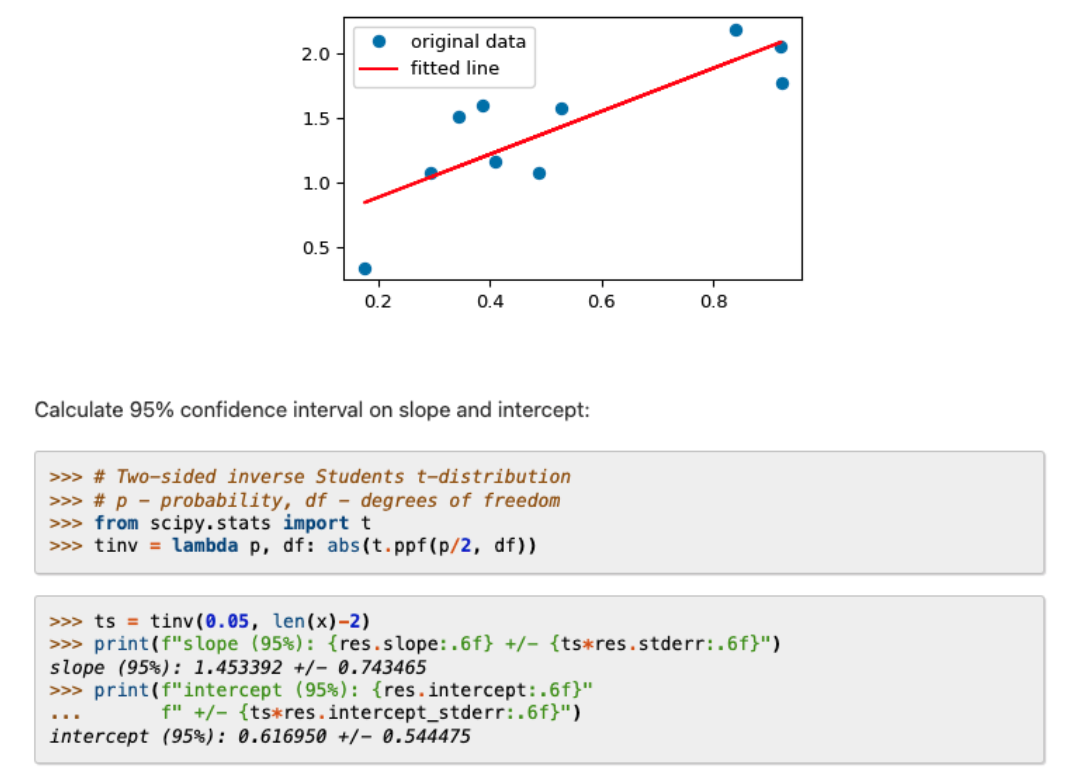 original data
fitted line
2.0
1.5
1.0
0.5
0.2 0.4 0.6 0.8
Calculate 95% confidence interval on slope and intercept:
>>> # Two-sided inverse Students t-distribution
>>> # p - probability, df - degrees of freedom
>>> from scipy.stats import t
>>> tinv = lambda p, df: abs(t.ppf(p/2, df))
>>> ts = tinv(0.05, len(x)-2)
>>> print(f"slope (95%): {res.slope:.6f} +/- {ts*res.stderr:.6f}")
slope (95%): 1.453392 +/- 0.743465
>>> print(f"intercept (95%): {res.intercept:.6f}"
...       f" +/- {ts*res.intercept_stderr:.6f}")
intercept (95%): 0.616950 +/- 0.544475